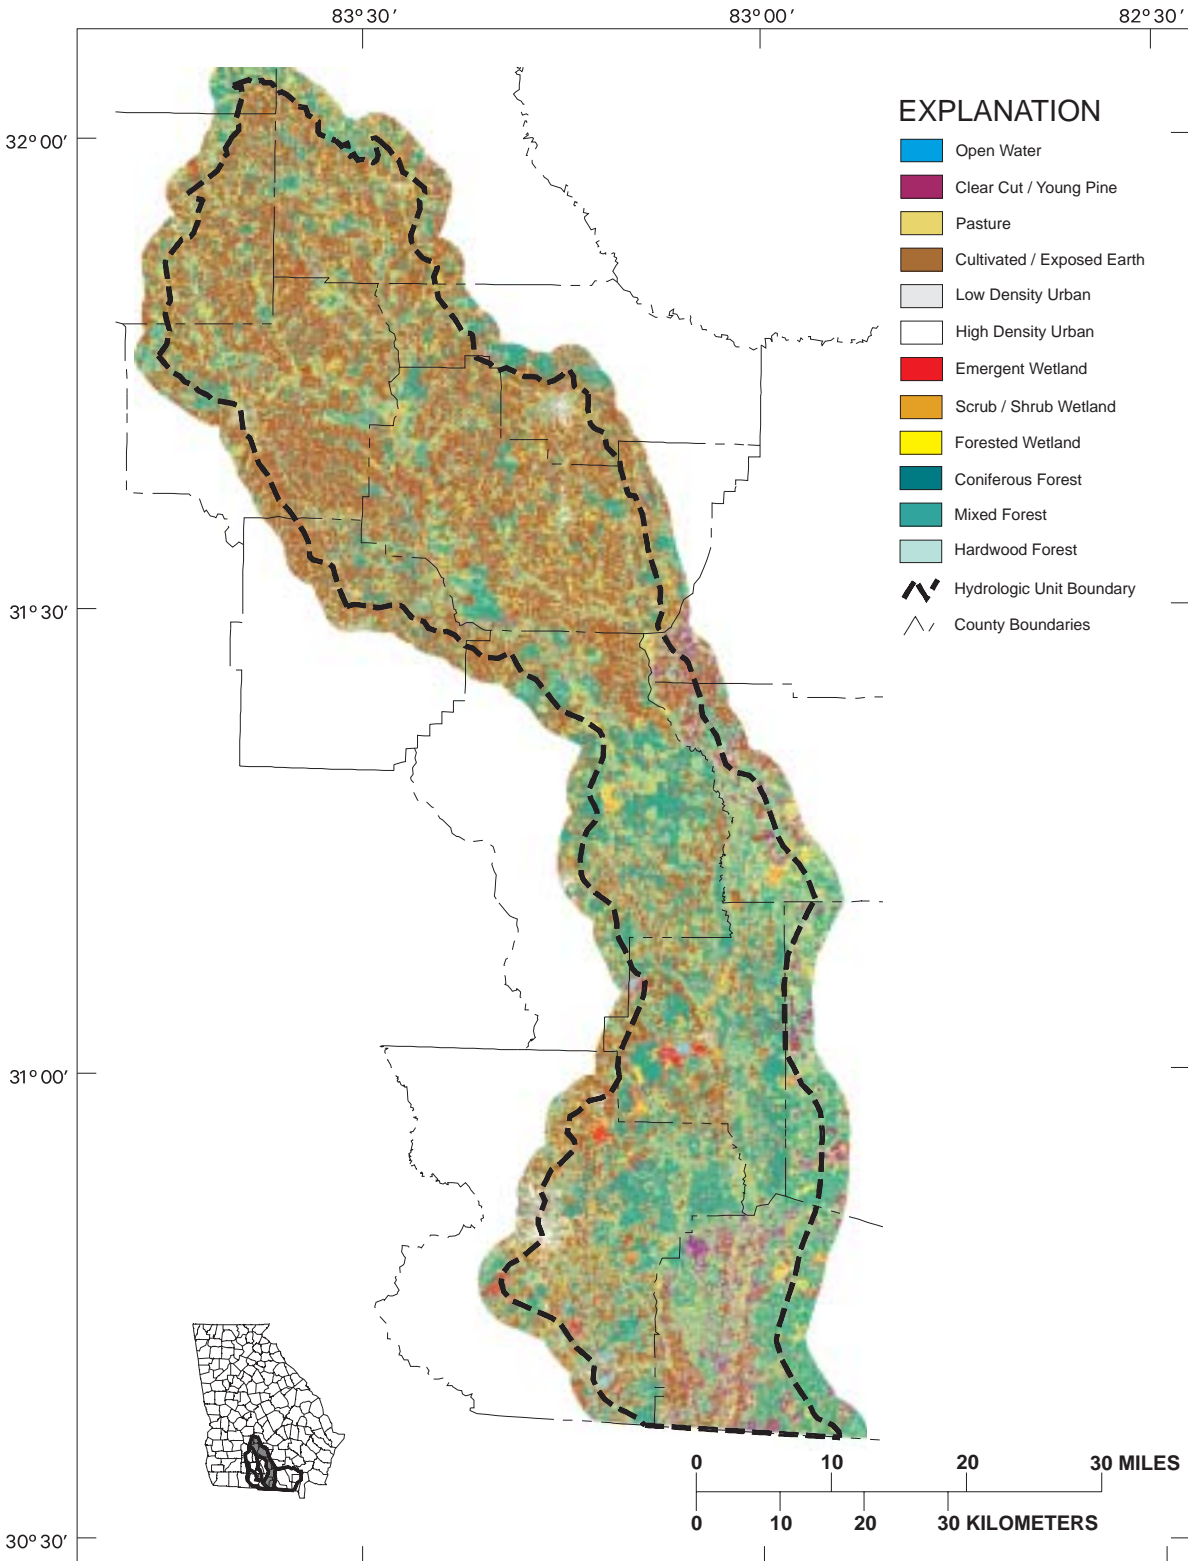 83° 30′ 83° 00′ 82° 30′
32° 00′
31° 30′
31° 00′
30° 30′
EXPLANATION
Open Water
Clear Cut / Young Pine
Pasture
Cultivated / Exposed Earth
Low Density Urban
High Density Urban
Emergent Wetland
Scrub / Shrub Wetland
Forested Wetland
Coniferous Forest
Mixed Forest
Hardwood Forest
Hydrologic Unit Boundary
County Boundaries
0 10 20 30 MILES
0 10 20 30 KILOMETERS